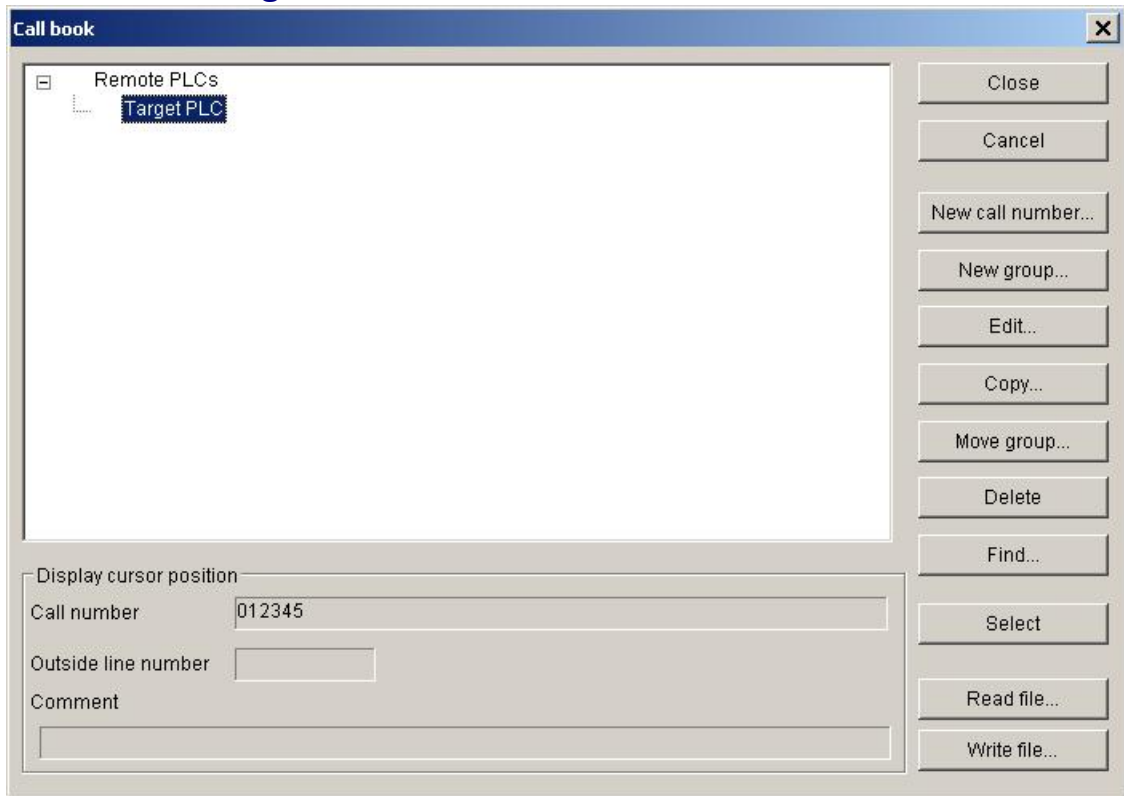 Call book
Remote PLCs
Target PLC
Close
Cancel
New call number...
New group...
Edit...
Copy...
Move group...
Delete
Find...
Select
Read file...
Write file...
Display cursor position
Call number 012345
Outside line number
Comment